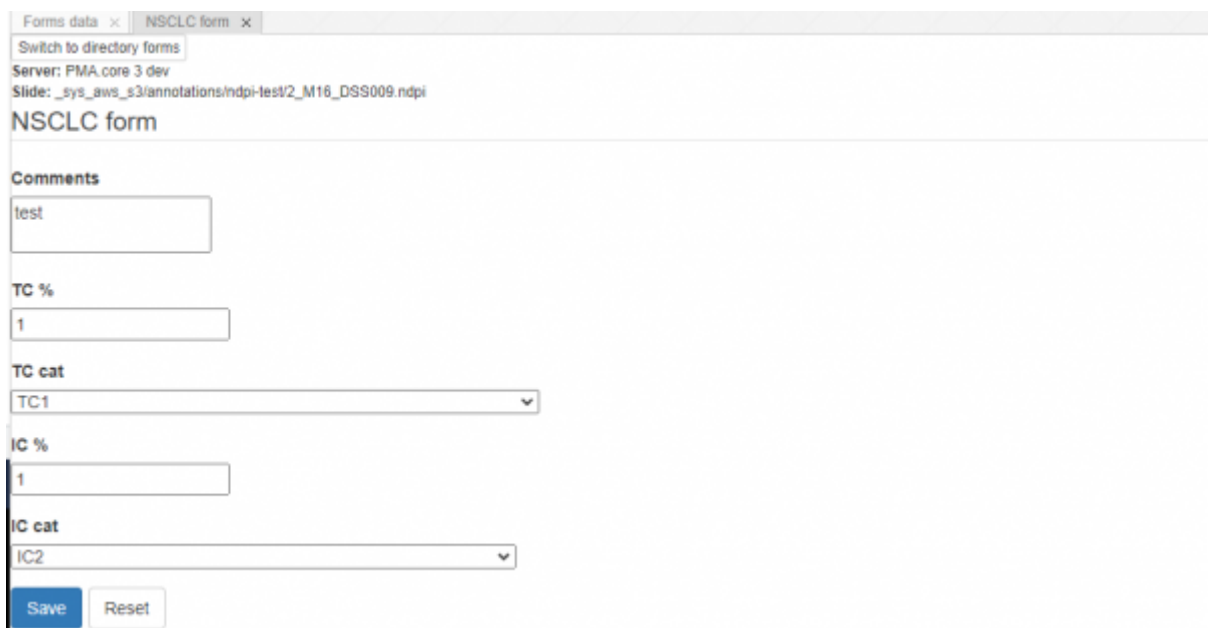 Forms data × NSCLC form ×
Switch to directory forms
Server: PMA.core 3 dev
Slide: _sys_aws_s3/annotations/ndpi-test/2_M16_DSS009.ndpi
NSCLC form
Comments
test
TC %
1
TC cat
TC1
IC %
1
IC cat
IC2
Save Reset